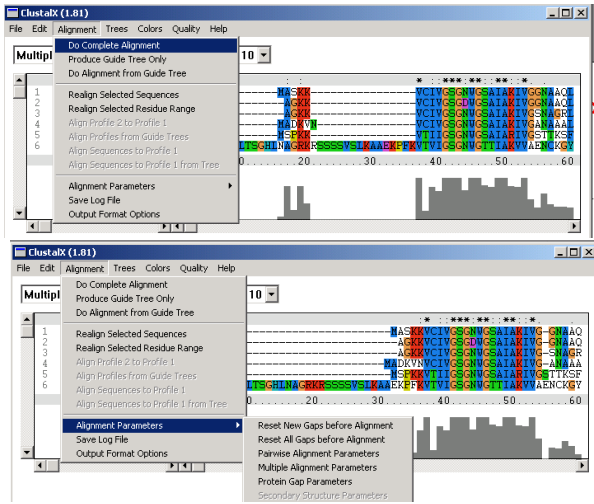 ClustalX (1.81)
File Edit Alignment Trees Colors Quality Help
Multipl
10
Do Complete Alignment
Produce Guide Tree Only
Do Alignment from Guide Tree
Realign Selected Sequences
Realign Selected Residue Range
Align Profile 2 to Profile 1
Align Profiles from Guide Trees
Align Sequences to Profile 1
Align Sequences to Profile 1 from Tree
Alignment Parameters
Save Log File
Output Format Options
1 MASKK VCIVGSGNWGSAIAKIVGGNAAQL
2 AGKK VCIVGSGDWGSAIAKIVGGNAAQL
3 AGKK VCIVGSGNWGSAIAKIVGSNAGRL
4 MADKVN VCIVGSGNWGSAIAKIVGANAAAL
5 MSPKK VTIIGSGNWGSAIARIVGSTTKSF
6 LTSGHLNAGRKRSSSSVSLKAAEKPFKVTVIGSGNWGTTIAKVVAENCKGY
20 30 40 50 60
ClustalX (1.81)
File Edit Alignment Trees Colors Quality Help
Multipl
10
Do Complete Alignment
Produce Guide Tree Only
Do Alignment from Guide Tree
Realign Selected Sequences
Realign Selected Residue Range
Align Profile 2 to Profile 1
Align Profiles from Guide Trees
Align Sequences to Profile 1
Align Sequences to Profile 1 from Tree
Alignment Parameters
Save Log File
Output Format Options
1 MASKKVCIVGSGNWGSAIAKIVG-GNAAQ
2 -AGKKVCIVGSGDWGSAIAKIVG-GNAAQ
3 -AGKKVCIVGSGNWGSAIAKIVG-SNAGR
4 MADKVNVCIVGSGNWGSAIAKIVG-ANAAA
5 MSPKKVTIIGSGNWGSAIARIVGSTTKSF
6 LTSGHLNAGRKRSSSSVSLKAAEKPFKVTVIGSGNWGTTIAKVVAENCKGY
20 30 40 50 60
Reset New Gaps before Alignment
Reset All Gaps before Alignment
Pairwise Alignment Parameters
Multiple Alignment Parameters
Protein Gap Parameters
Secondary Structure Parameters